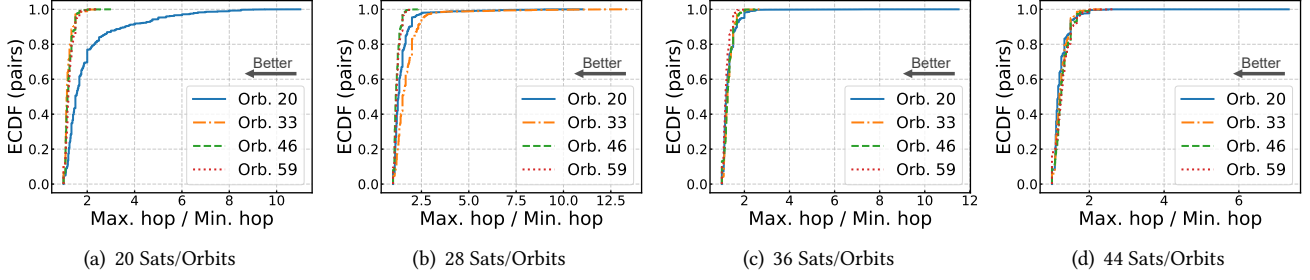 ECDF (pairs)
1.0
0.8
0.6
0.4
0.2
0.0
Better
Orb. 20
Orb. 33
Orb. 46
Orb. 59
2 4 6 8 10
Max. hop / Min. hop
(a) 20 Sats/Orbits
ECDF (pairs)
1.0
0.8
0.6
0.4
0.2
0.0
Better
Orb. 20
Orb. 33
Orb. 46
Orb. 59
2.5 5.0 7.5 10.0 12.5
Max. hop / Min. hop
(b) 28 Sats/Orbits
ECDF (pairs)
1.0
0.8
0.6
0.4
0.2
0.0
Better
Orb. 20
Orb. 33
Orb. 46
Orb. 59
2 4 6 8 10 12
Max. hop / Min. hop
(c) 36 Sats/Orbits
ECDF (pairs)
1.0
0.8
0.6
0.4
0.2
0.0
Better
Orb. 20
Orb. 33
Orb. 46
Orb. 59
2 4 6
Max. hop / Min. hop
(d) 44 Sats/Orbits